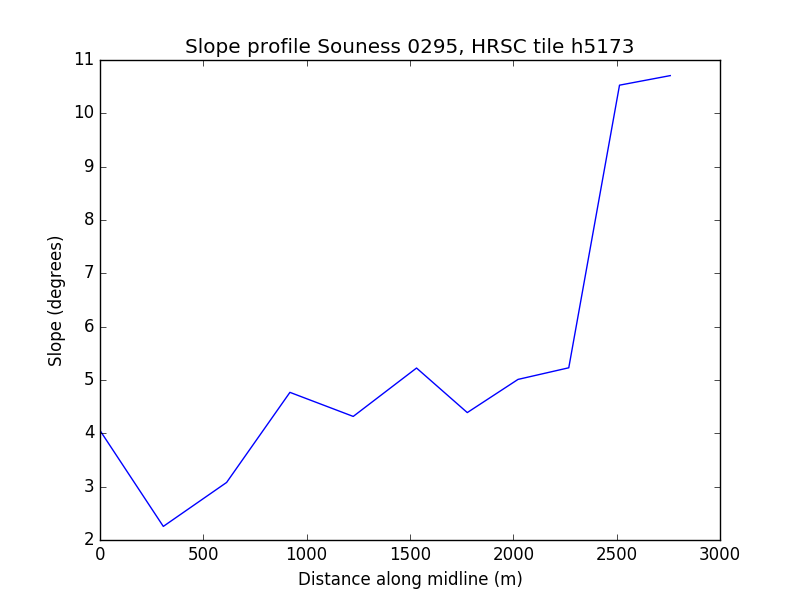 Slope profile Souness 0295, HRSC tile h5173
11
10
9
8
7
6
5
4
3
2
Slope (degrees)
0 500 1000 1500 2000 2500 3000
Distance along midline (m)